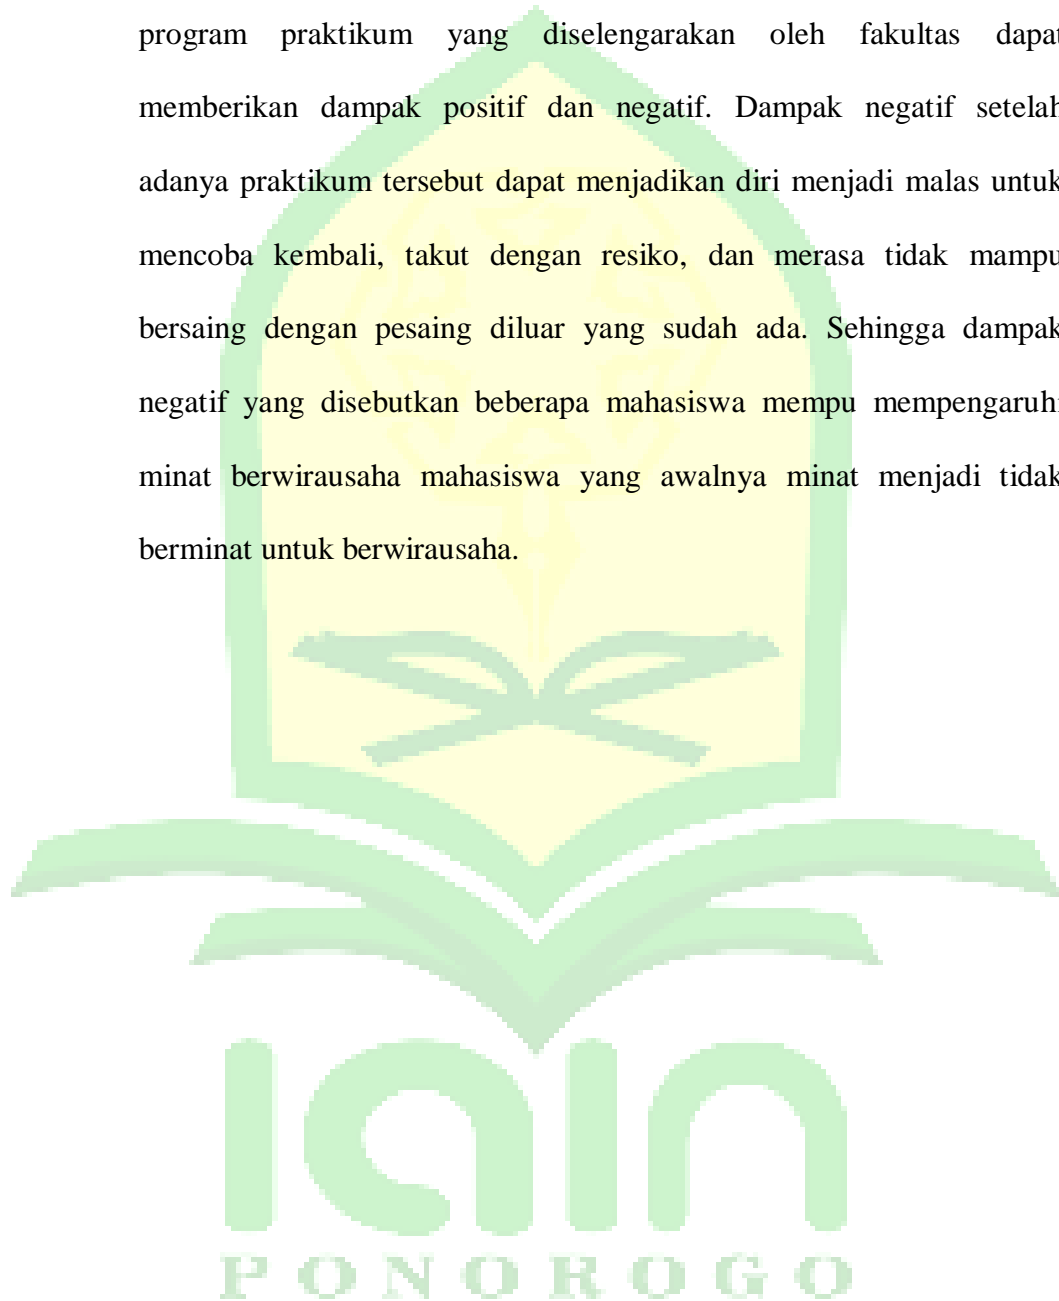 program praktikum yang diselengarakan oleh fakultas dapat
memberikan dampak positif dan negatif. Dampak negatif setelah
adanya praktikum tersebut dapat menjadikan diri menjadi malas untuk
mencoba kembali, takut dengan resiko, dan merasa tidak mampu
bersaing dengan pesaing diluar yang sudah ada. Sehingga dampak
negatif yang disebutkan beberapa mahasiswa mempu mempengaruhi
minat berwirausaha mahasiswa yang awalnya minat menjadi tidak
berminat untuk berwirausaha.
IAIN
PONOROGO